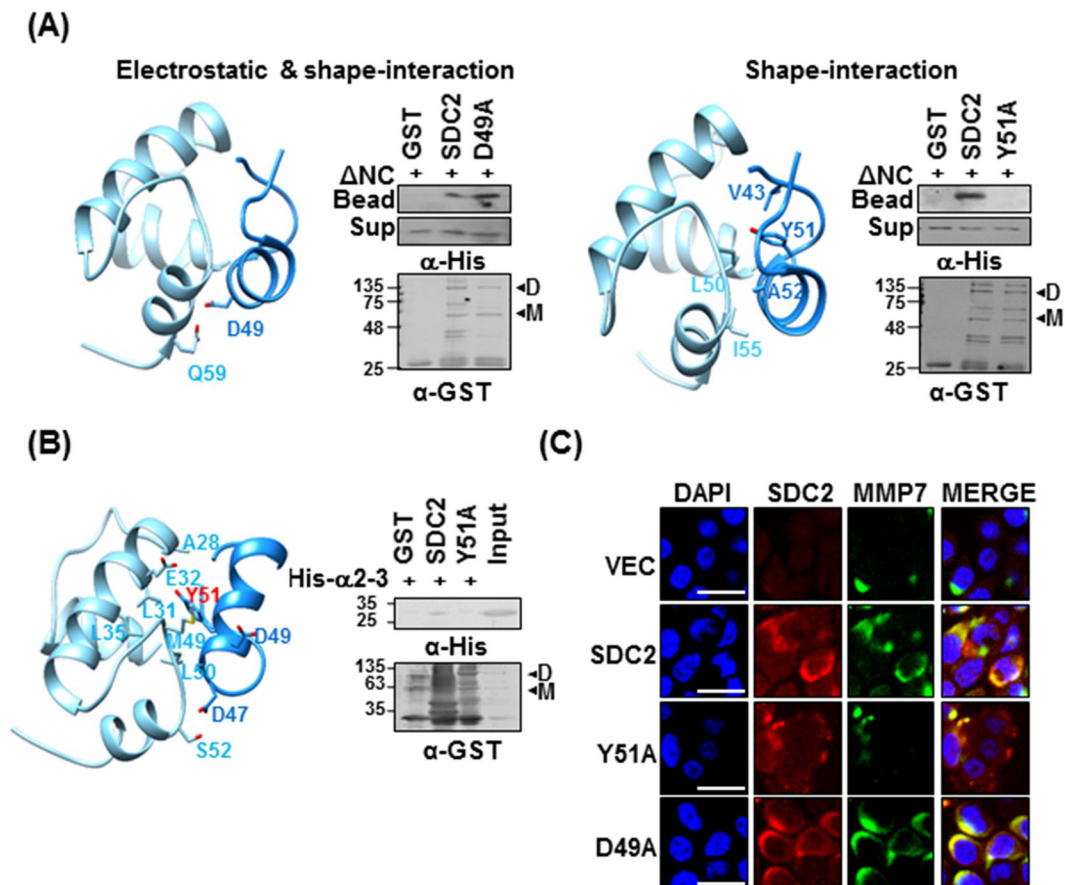 (A)
Electrostatic & shape-interaction
GST
SDC2
D49A
ΔNC + + +
Bead
Sup
α-His
135
75
48
25
D
M
α-GST
D49
Q59
Shape-interaction
GST
SDC2
Y51A
ΔNC + + +
Bead
Sup
α-His
135
75
48
25
D
M
α-GST
V43
Y51
L50
A52
I55
(B)
A28
E32
Y51
L31
L35
M49
D49
L50
D47
S52
GST
SDC2
Y51A
Input
His-α2-3 + + +
35
25
α-His
135
63
35
D
M
α-GST
(C)
DAPI SDC2 MMP7 MERGE
VEC
SDC2
Y51A
D49A